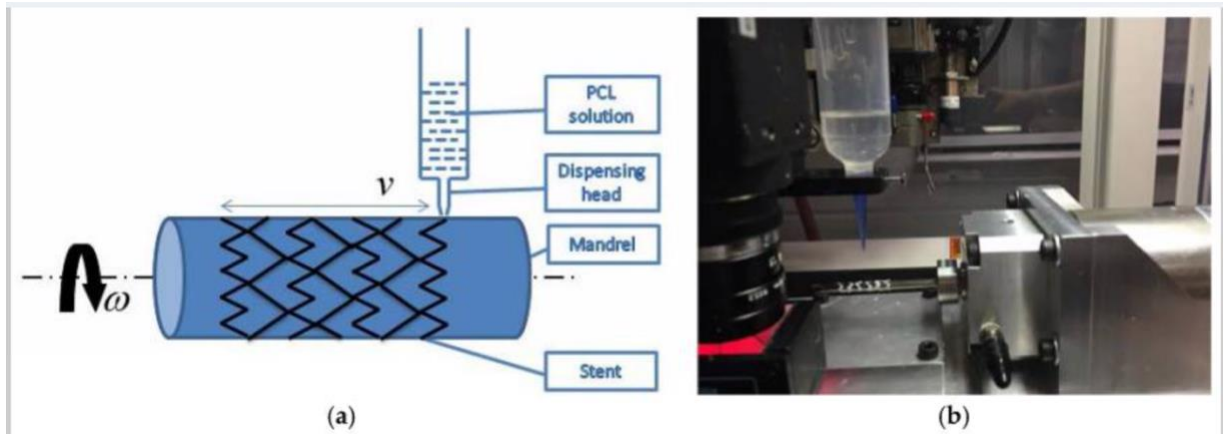 PCL
solution
Dispensing
head
v
Mandrel
ω
Stent
(a)
(b)